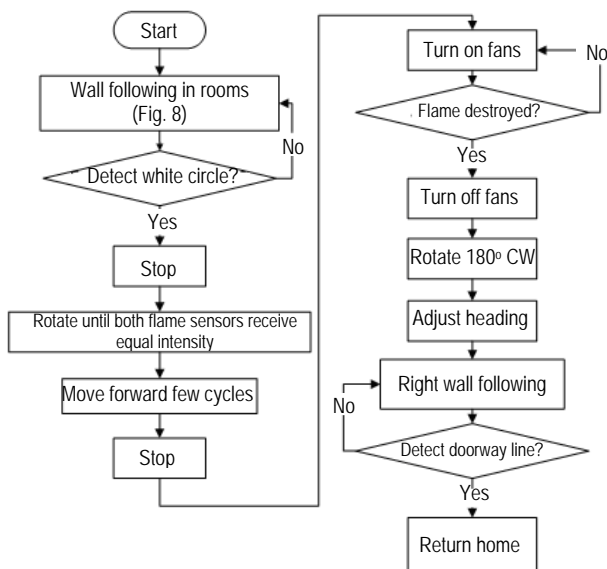 Start
Wall following in rooms
(Fig. 8)
No
Detect white circle?
Yes
Stop
Rotate until both flame sensors receive
equal intensity
Move forward few cycles
Stop
Turn on fans
No
Flame destroyed?
Yes
Turn off fans
Rotate 180º CW
Adjust heading
Right wall following
No
Detect doorway line?
Yes
Return home